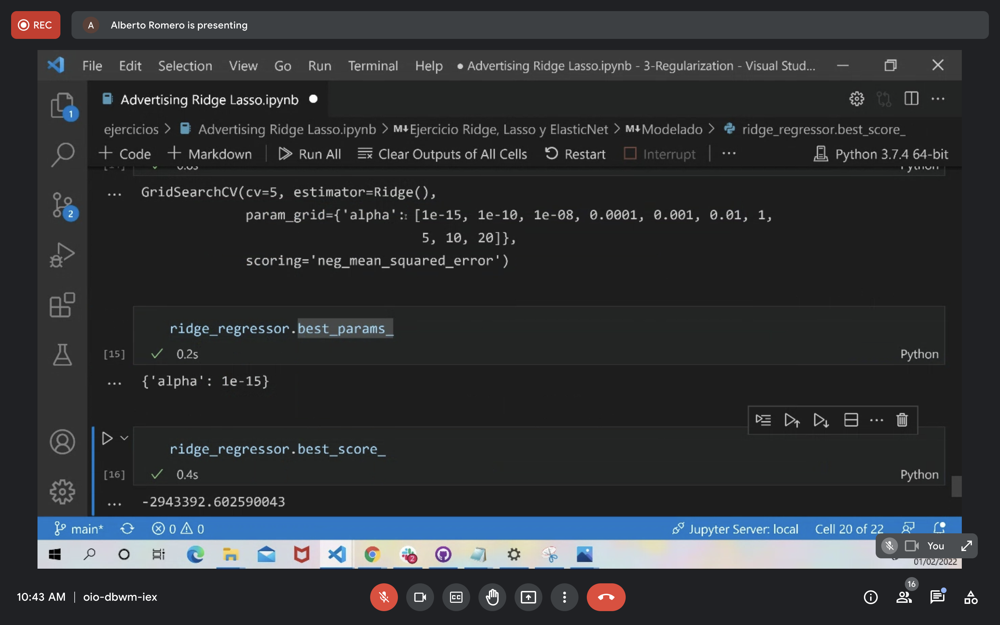 REC
A Alberto Romero is presenting
File Edit Selection View Go Run Terminal Help ● Advertising Ridge Lasso.ipynb - 3-Regularization - Visual Stud...
1
Advertising Ridge Lasso.ipynb
ejercicios > Advertising Ridge Lasso.ipynb > M↓Ejercicio Ridge, Lasso y ElasticNet > M↓Modelado > ridge_regressor.best_score_
+ Code + Markdown Run All Clear Outputs of All Cells Restart Interrupt ... Python 3.7.4 64-bit
Python
... GridSearchCV(cv=5, estimator=Ridge(),
param_grid={'alpha': [1e-15, 1e-10, 1e-08, 0.0001, 0.001, 0.01, 1,
2
5, 10, 20]},
scoring='neg_mean_squared_error')
ridge_regressor.best_params_
[15] 0.2s Python
... {'alpha': 1e-15}
ridge_regressor.best_score_
[16] 0.4s Python
... -2943392.602590043
main* 0 0 Jupyter Server: local Cell 20 of 22
2
You
01/02/2022
10:43 AM | oio-dbwm-iex
CC
16